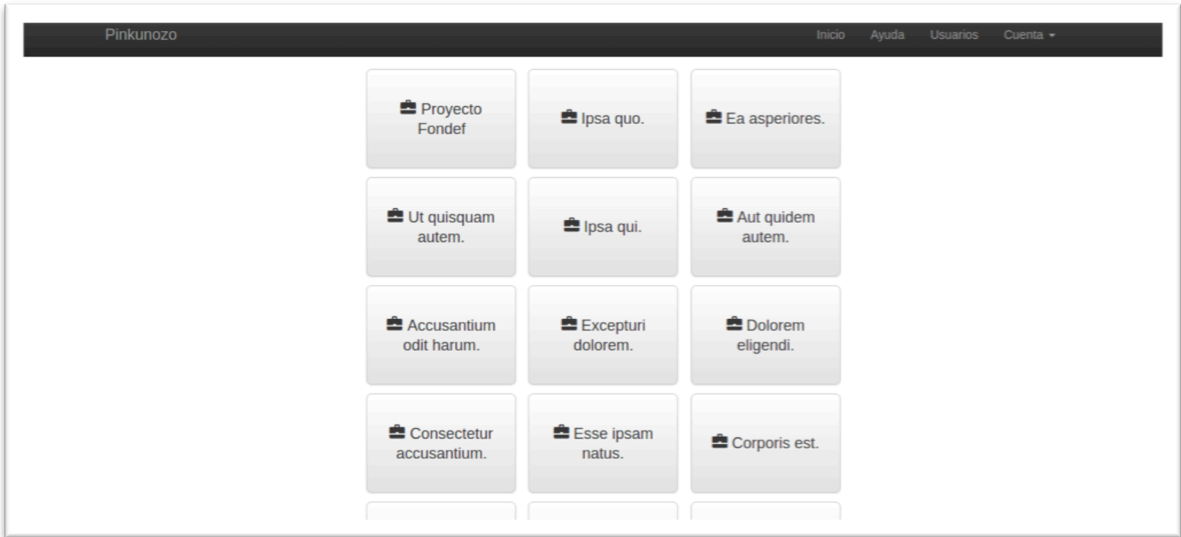 Pinkunozo
Inicio Ayuda Usuarios Cuenta
Proyecto
Fondef
Ipsa quo.
Ea asperiores.
Ut quisquam
autem.
Ipsa qui.
Aut quidem
autem.
Accusantium
odit harum.
Excepturi
dolorem.
Dolorem
eligendi.
Consectetur
accusantium.
Esse ipsam
natus.
Corporis est.